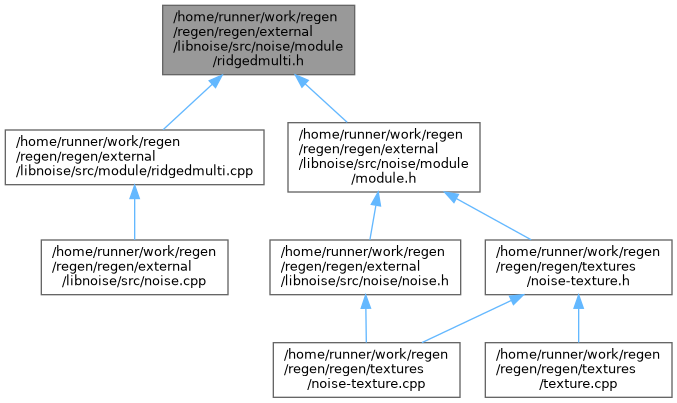 /home/runner/work/regen
/regen/regen/external
/libnoise/src/noise/module
/ridgedmulti.h
/home/runner/work/regen
/regen/regen/external
/libnoise/src/module/ridgedmulti.cpp
/home/runner/work/regen
/regen/regen/external
/libnoise/src/noise/module
/module.h
/home/runner/work/regen
/regen/regen/external
/libnoise/src/noise.cpp
/home/runner/work/regen
/regen/regen/external
/libnoise/src/noise/noise.h
/home/runner/work/regen
/regen/regen/textures
/noise-texture.h
/home/runner/work/regen
/regen/regen/textures
/noise-texture.cpp
/home/runner/work/regen
/regen/regen/textures
/texture.cpp